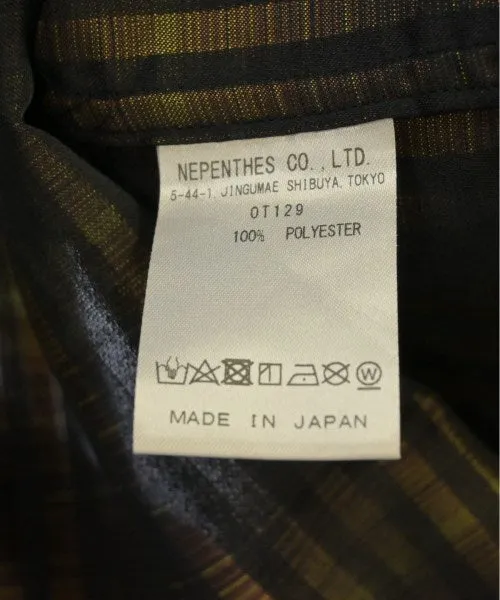 NEPENTHES CO., LTD.
5-44-1, JINGUMAE SHIBUYA, TOKYO
OT129
100% POLYESTER
W
MADE IN JAPAN